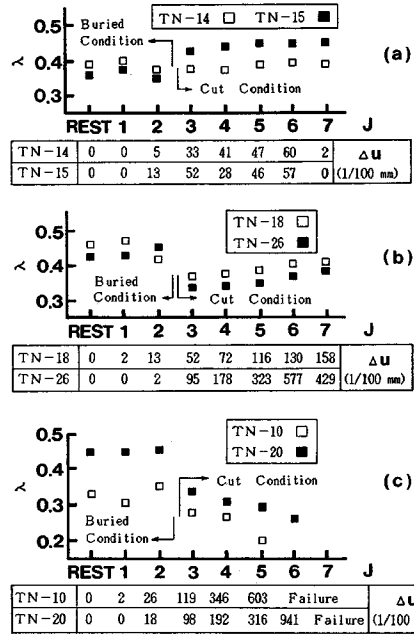 TN-14 □ TN-15 ■
0.5
Buried
Condition
(a)
λ 0.4
Cut Condition
0.3
REST 1 2 3 4 5 6 7 J
TN-14 0 0 5 33 41 47 60 2 Δu
TN-15 0 0 13 52 28 46 57 0 (1/100 mm)
0.5
TN-18 □
TN-26 ■
(b)
λ 0.4
Buried
Condition
Cut Condition
0.3
REST 1 2 3 4 5 6 7 J
TN-18 0 2 13 52 72 116 130 158 Δu
TN-26 0 0 2 95 178 323 577 429 (1/100 mm)
0.5
TN-10 □
TN-20 ■
0.4
Cut Condition
(c)
λ
0.3
Buried
Condition
0.2
REST 1 2 3 4 5 6 7 J
TN-10 0 2 26 119 346 603 Failure Δu
TN-20 0 0 18 98 192 316 941 Failure (1/100